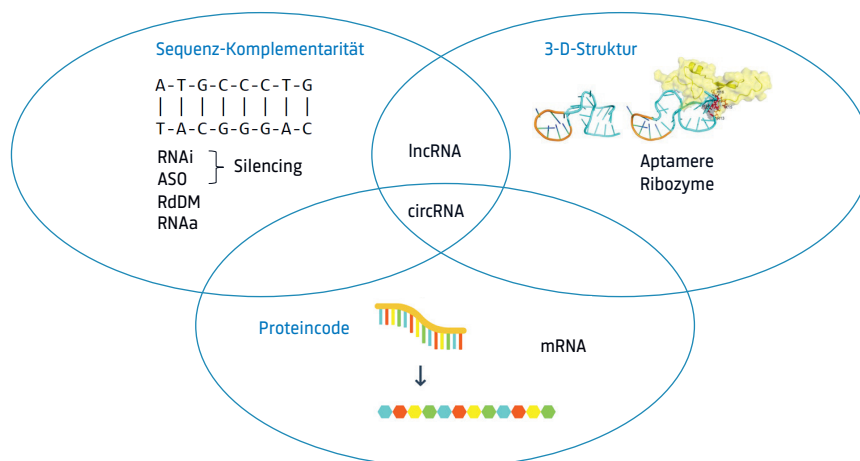 Sequenz-Komplementarität
A-T-G-C-C-C-T-G
| | | | | | | |
T-A-C-G-G-G-A-C
RNAi
ASO
Silencing
RdDM
RNAa
3-D-Struktur
Aptamere
Ribozyme
lncRNA
circRNA
Proteincode
mRNA